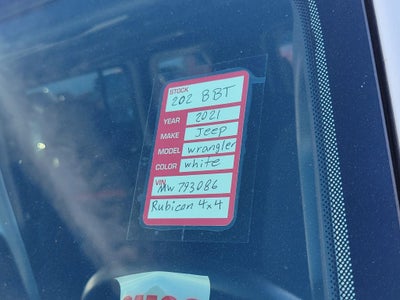 STOCK
202 BBT
YEAR 2021
MAKE Jeep
MODEL wrangler
COLOR white
VIN
MW 793086
Rubicon 4x4